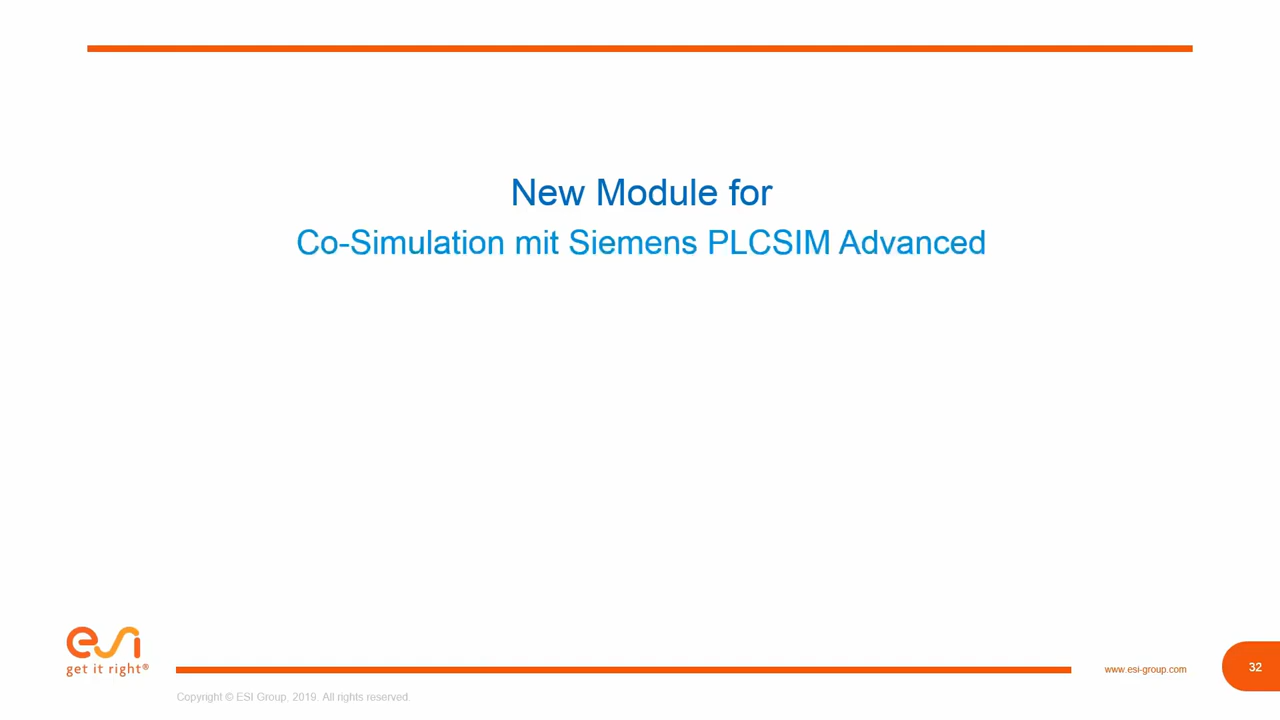 New Module for
Co-Simulation mit Siemens PLCSIM Advanced
esi
get it right®
www.esi-group.com
32
Copyright © ESI Group, 2019. All rights reserved.